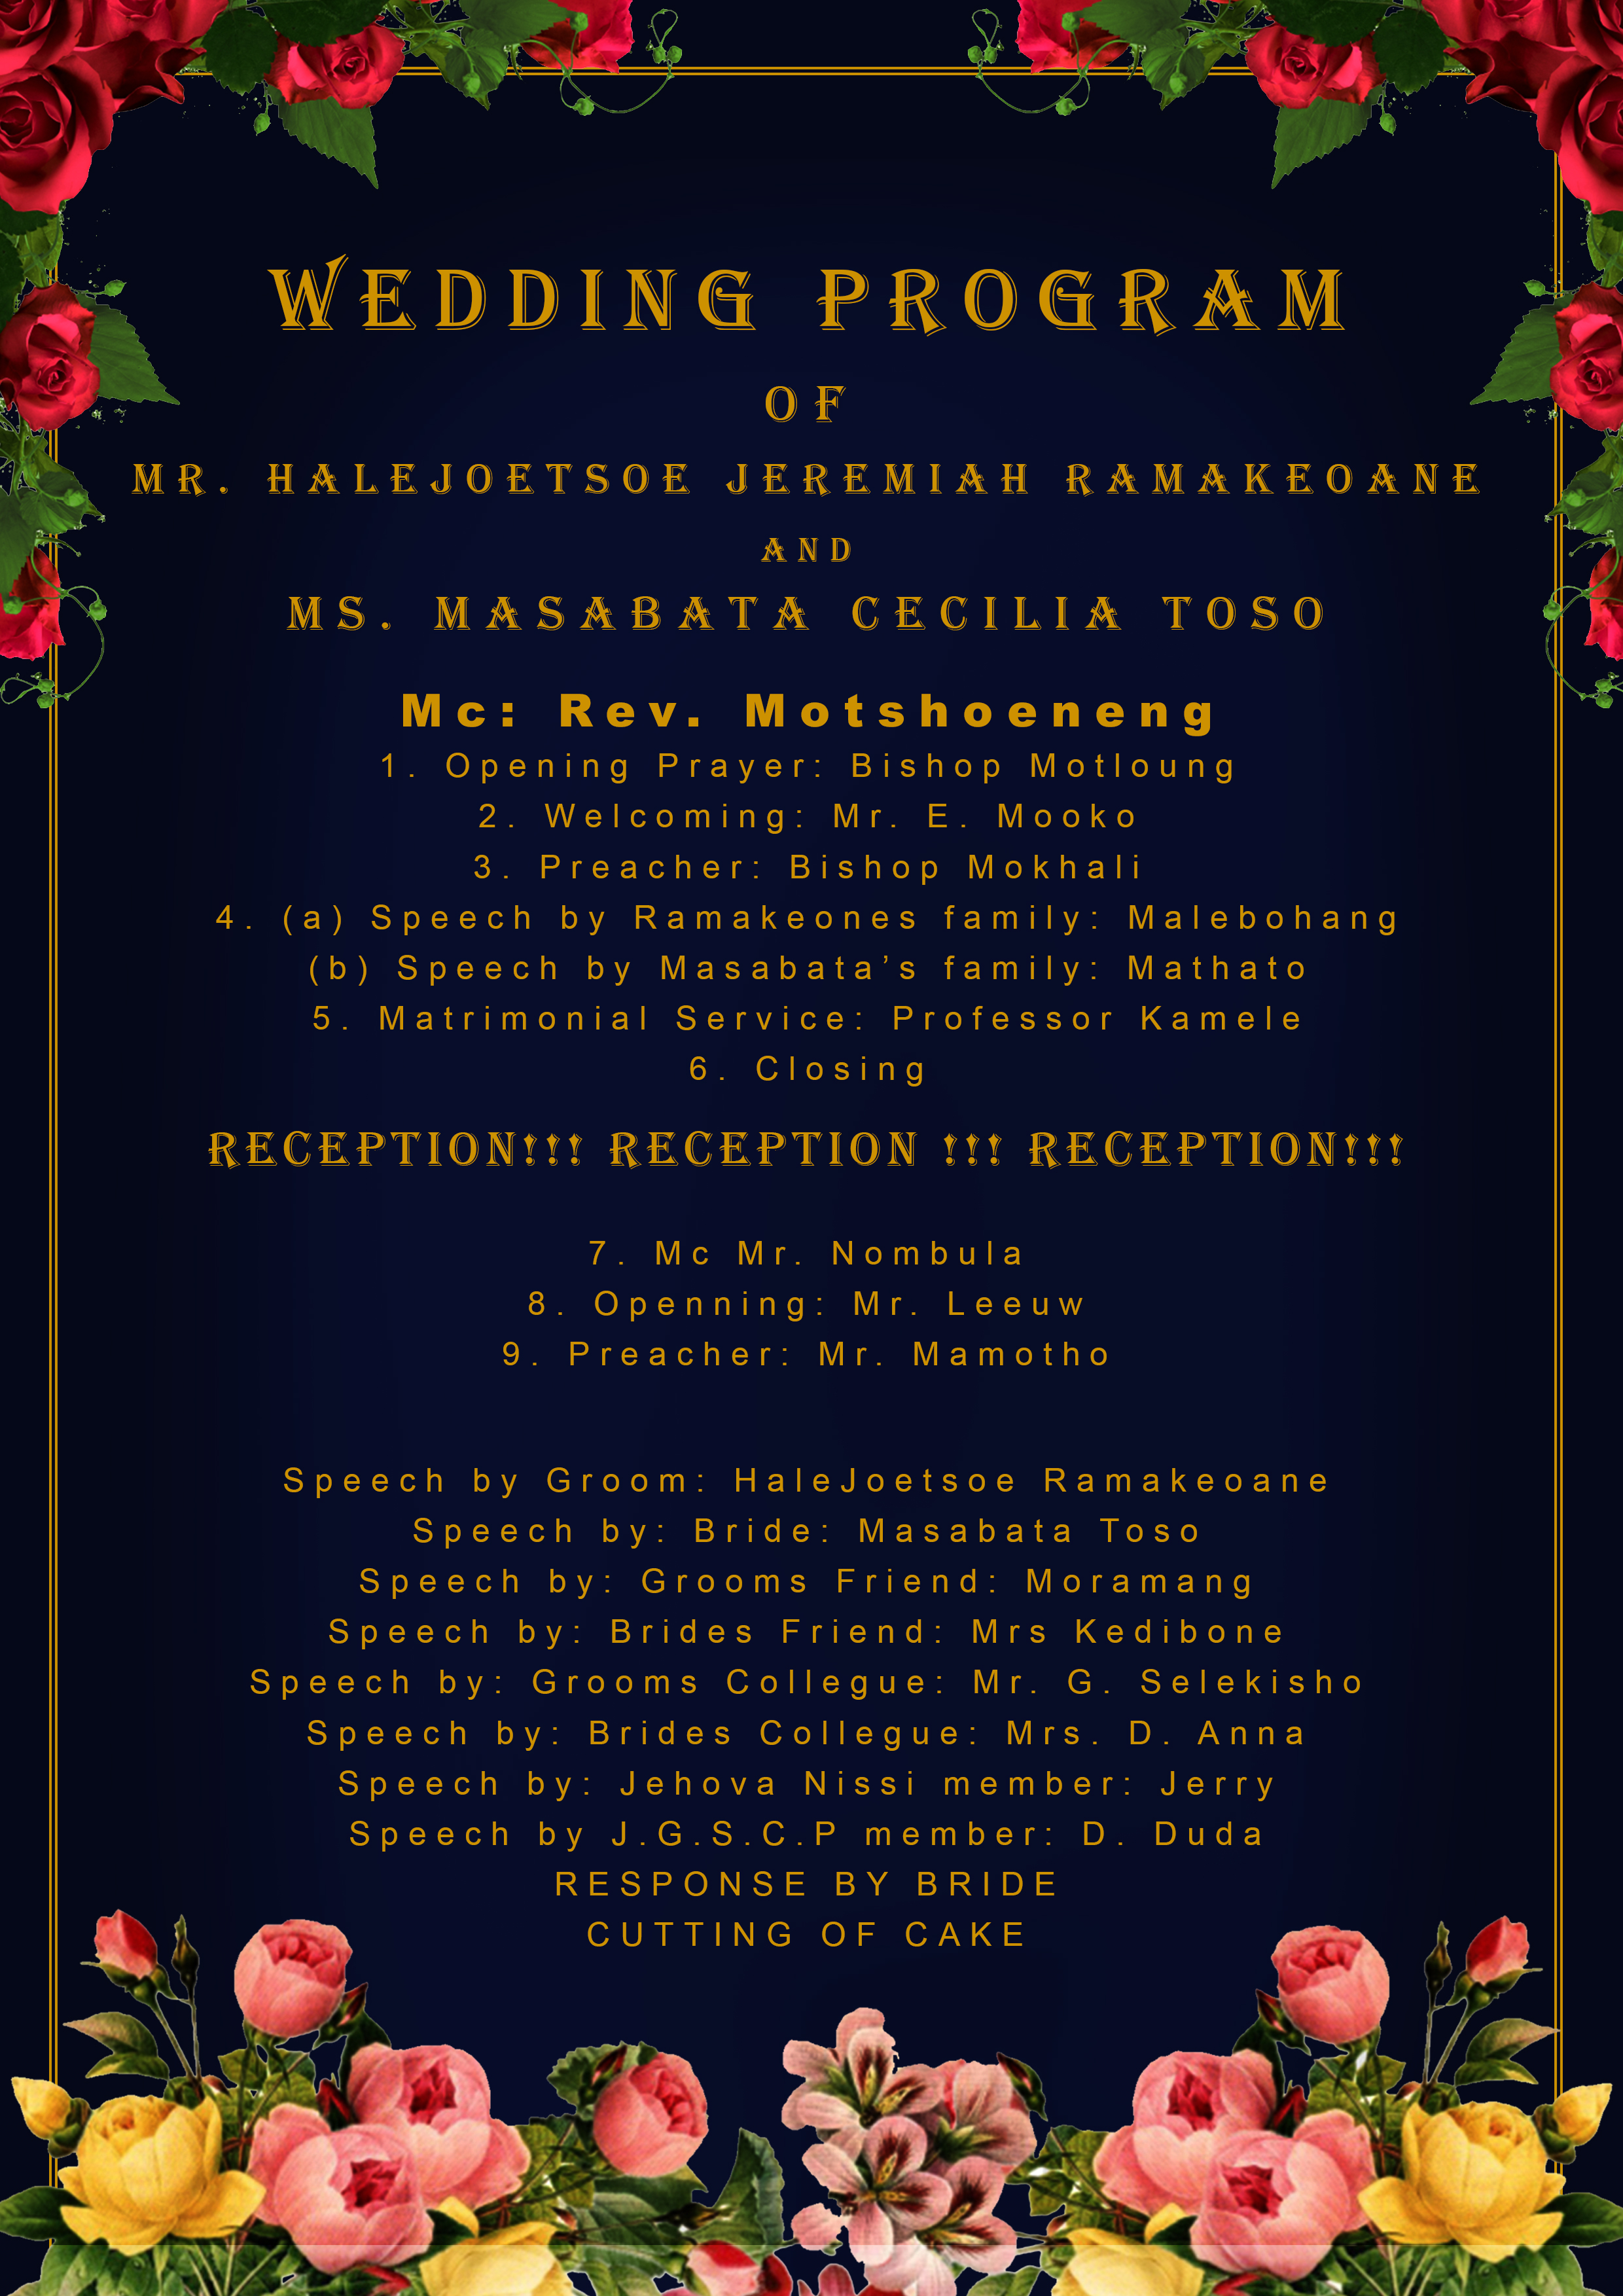 WEDDING PROGRAM
OF
MR. HALEJOETSOE JEREMIAH RAMAKEOANE
AND
MS. MASABATA CECILIA TOSO
Mc: Rev. Motshoeneng
1. Opening Prayer: Bishop Motloung
2. Welcoming: Mr. E. Mooko
3. Preacher: Bishop Mokhali
4. (a) Speech by Ramakeones family: Malebohang
(b) Speech by Masabata’s family: Mathato
5. Matrimonial Service: Professor Kamele
6. Closing
RECEPTION!!! RECEPTION !!! RECEPTION!!!
7. Mc Mr. Nombula
8. Openning: Mr. Leeuw
9. Preacher: Mr. Mamotho
Speech by Groom: HaleJoetsoe Ramakeoane
Speech by: Bride: Masabata Toso
Speech by: Grooms Friend: Moramang
Speech by: Brides Friend: Mrs Kedibone
Speech by: Grooms Collegue: Mr. G. Selekisho
Speech by: Brides Collegue: Mrs. D. Anna
Speech by: Jehova Nissi member: Jerry
Speech by J.G.S.C.P member: D. Duda
RESPONSE BY BRIDE
CUTTING OF CAKE